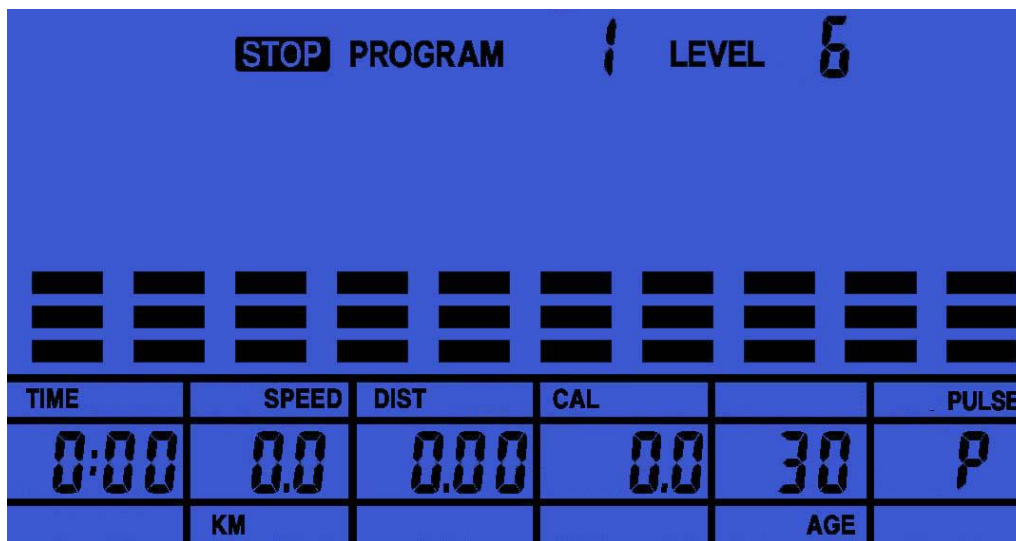 STOP PROGRAM 1 LEVEL 6
TIME SPEED DIST CAL PULSE
0:00 0.0 0.00 0.0 30 P
KM AGE